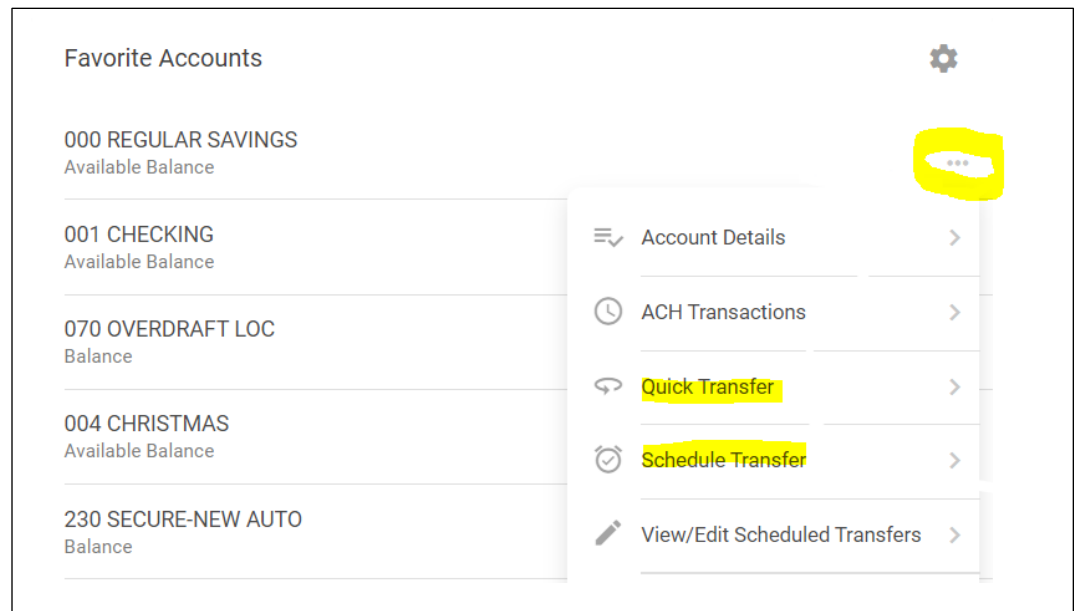 Favorite Accounts
000 REGULAR SAVINGS
Available Balance
001 CHECKING
Available Balance
070 OVERDRAFT LOC
Balance
004 CHRISTMAS
Available Balance
230 SECURE-NEW AUTO
Balance
Account Details
ACH Transactions
Quick Transfer
Schedule Transfer
View/Edit Scheduled Transfers